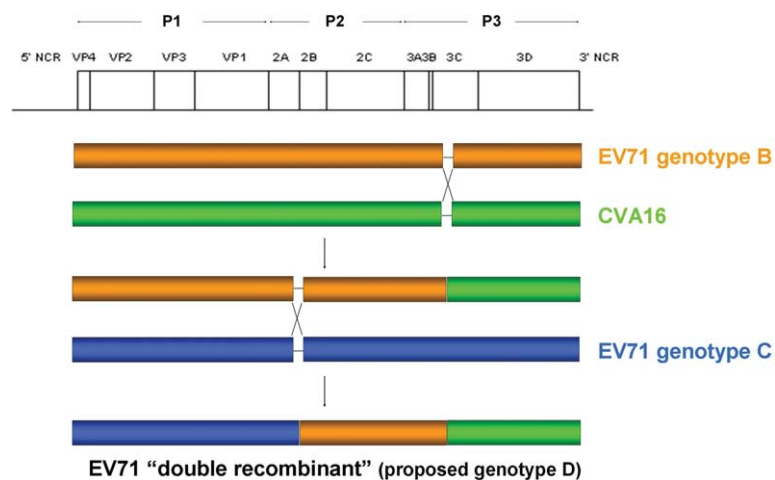 P1 P2 P3
5' NCR VP4 VP2 VP3 VP1 2A 2B 2C 3A3B 3C 3D 3' NCR
EV71 genotype B
CVA16
EV71 genotype C
EV71 “double recombinant” (proposed genotype D)